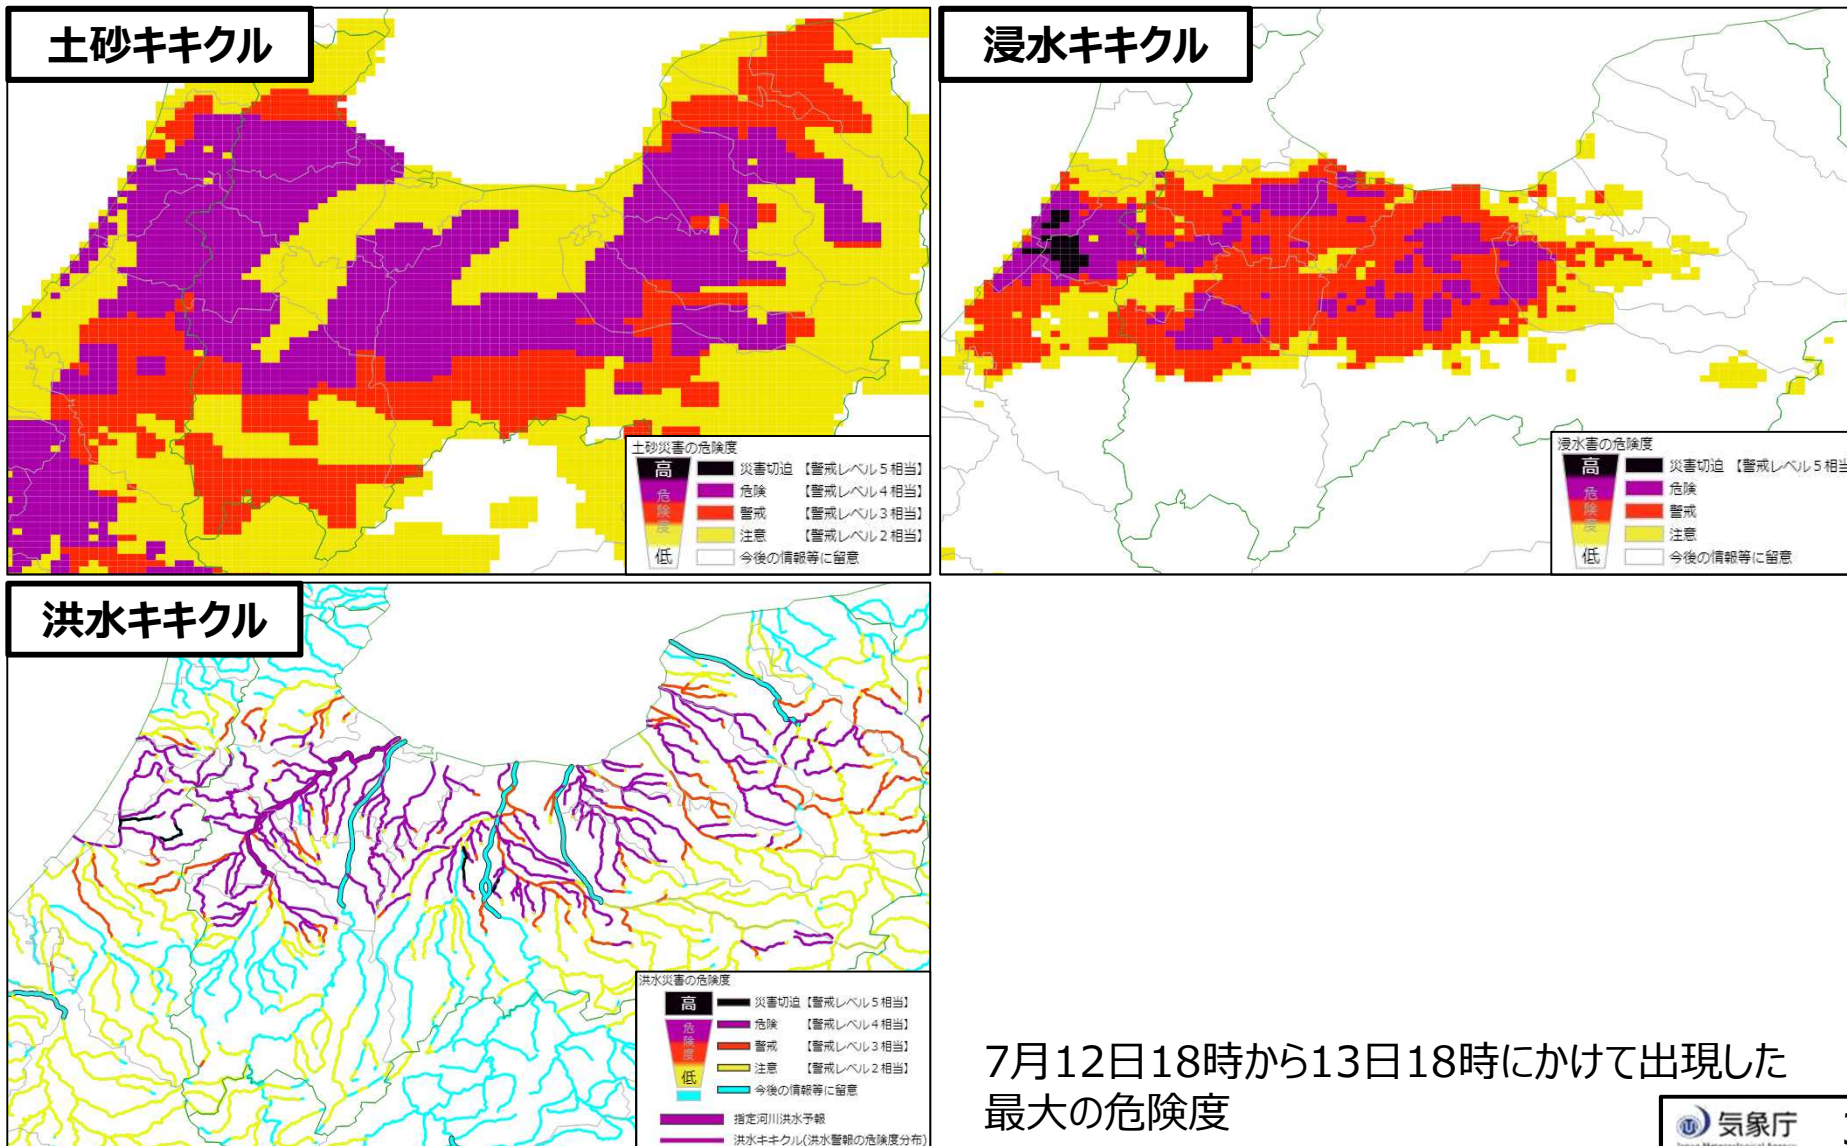 土砂キキクル
土砂災害の危険度
高
危険度
低
災害切迫 【警戒レベル5相当】
危険 【警戒レベル4相当】
警戒 【警戒レベル3相当】
注意 【警戒レベル2相当】
今後の情報等に留意
浸水キキクル
浸水害の危険度
高
危険度
低
災害切迫 【警戒レベル5相当
危険
警戒
注意
今後の情報等に留意
洪水キキクル
洪水災害の危険度
高
危険度
低
災害切迫 【警戒レベル5相当】
危険 【警戒レベル4相当】
警戒 【警戒レベル3相当】
注意 【警戒レベル2相当】
今後の情報等に留意
指定河川洪水予報
洪水キキクル(洪水警報の危険度分布)
7月12日18時から13日18時にかけて出現した
最大の危険度
気象庁